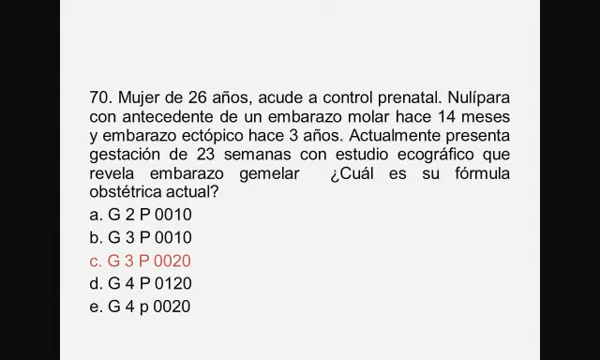 70. Mujer de 26 años, acude a control prenatal. Nulípara
con antecedente de un embarazo molar hace 14 meses
y embarazo ectópico hace 3 años. Actualmente presenta
gestación de 23 semanas con estudio ecográfico que
revela embarazo gemelar ¿Cuál es su fórmula
obstétrica actual?
a. G 2 P 0010
b. G 3 P 0010
c. G 3 P 0020
d. G 4 P 0120
e. G 4 p 0020